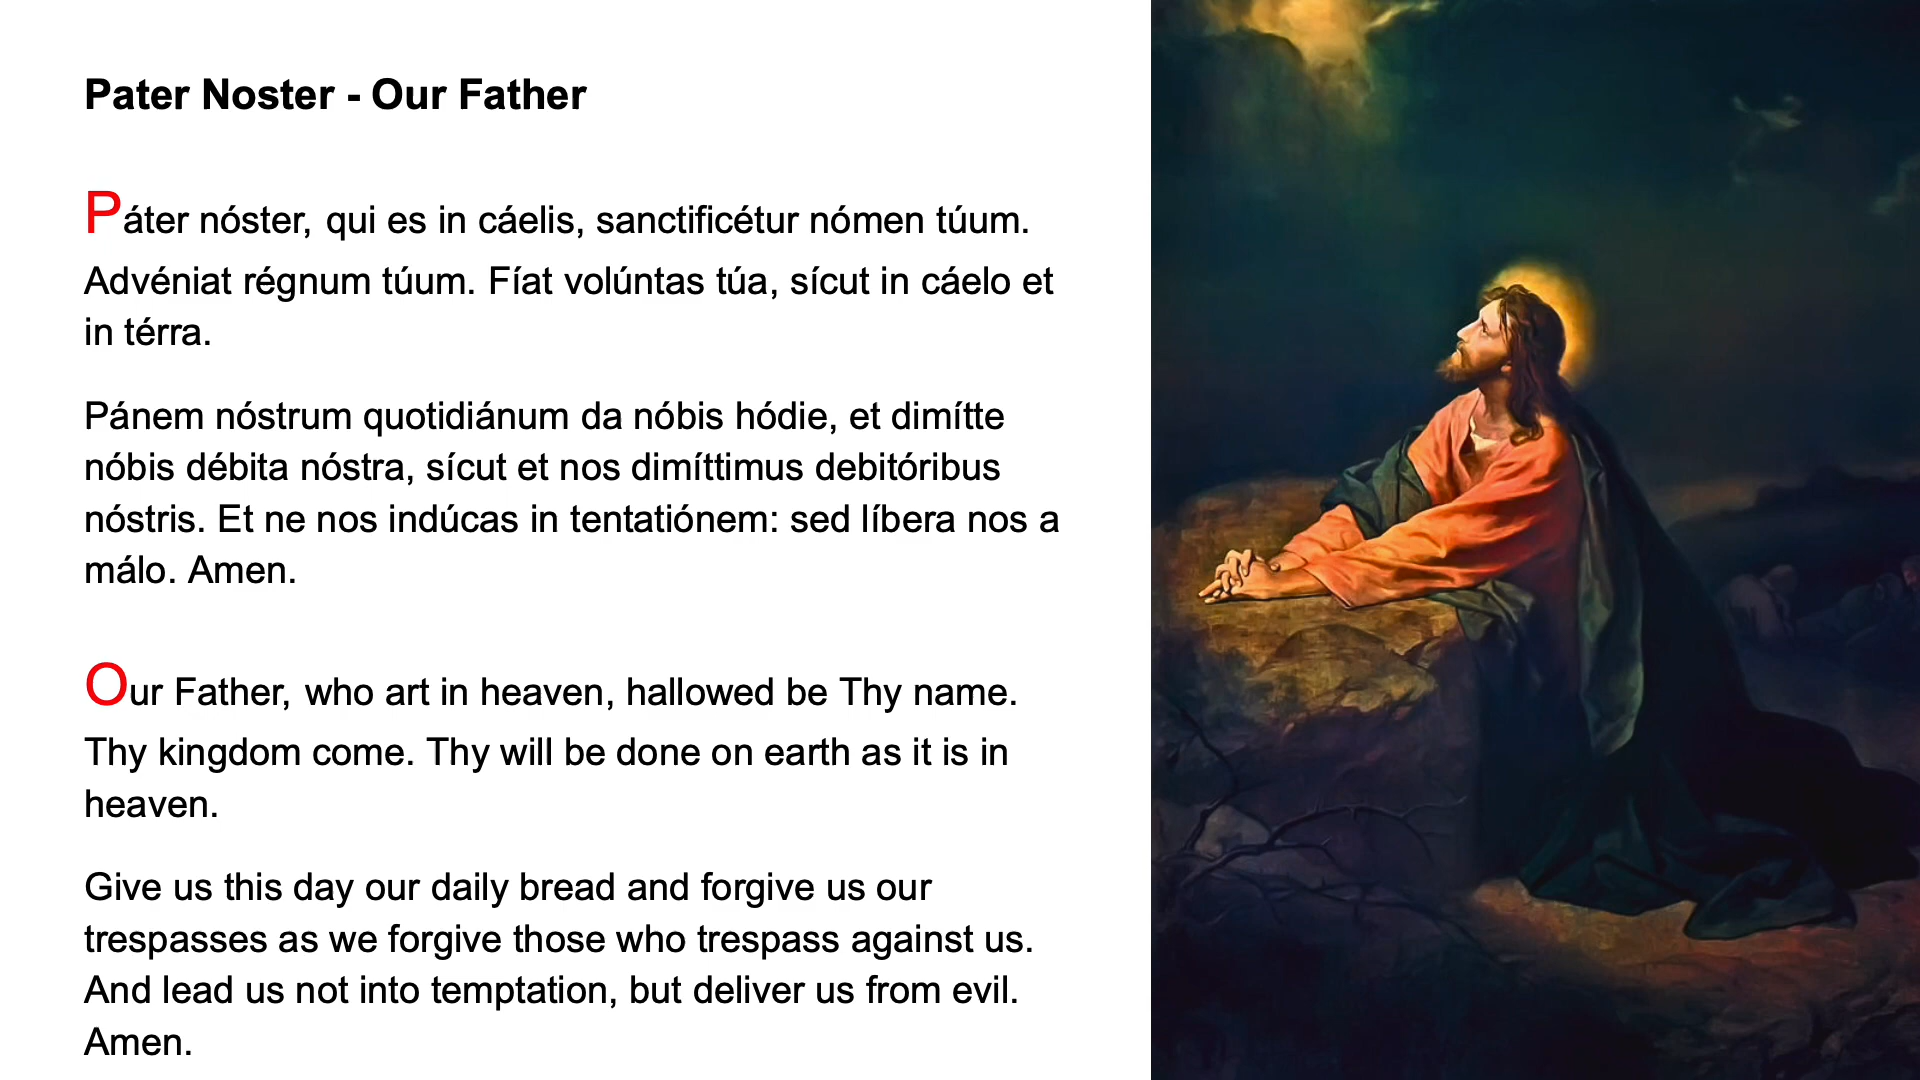 Pater Noster - Our Father
Páter nóster, qui es in cáelis, sanctificétur nómen túum.
Advéniat régnum túum. Fíat volúntas túa, sícut in cáelo et
in térra.
Pánem nóstrum quotidiánum da nóbis hódie, et dimítte
nóbis débita nóstra, sícut et nos dimíttimus debitóribus
nóstris. Et ne nos indúcas in tentatiónem: sed líbera nos a
málo. Amen.
Our Father, who art in heaven, hallowed be Thy name.
Thy kingdom come. Thy will be done on earth as it is in
heaven.
Give us this day our daily bread and forgive us our
trespasses as we forgive those who trespass against us.
And lead us not into temptation, but deliver us from evil.
Amen.